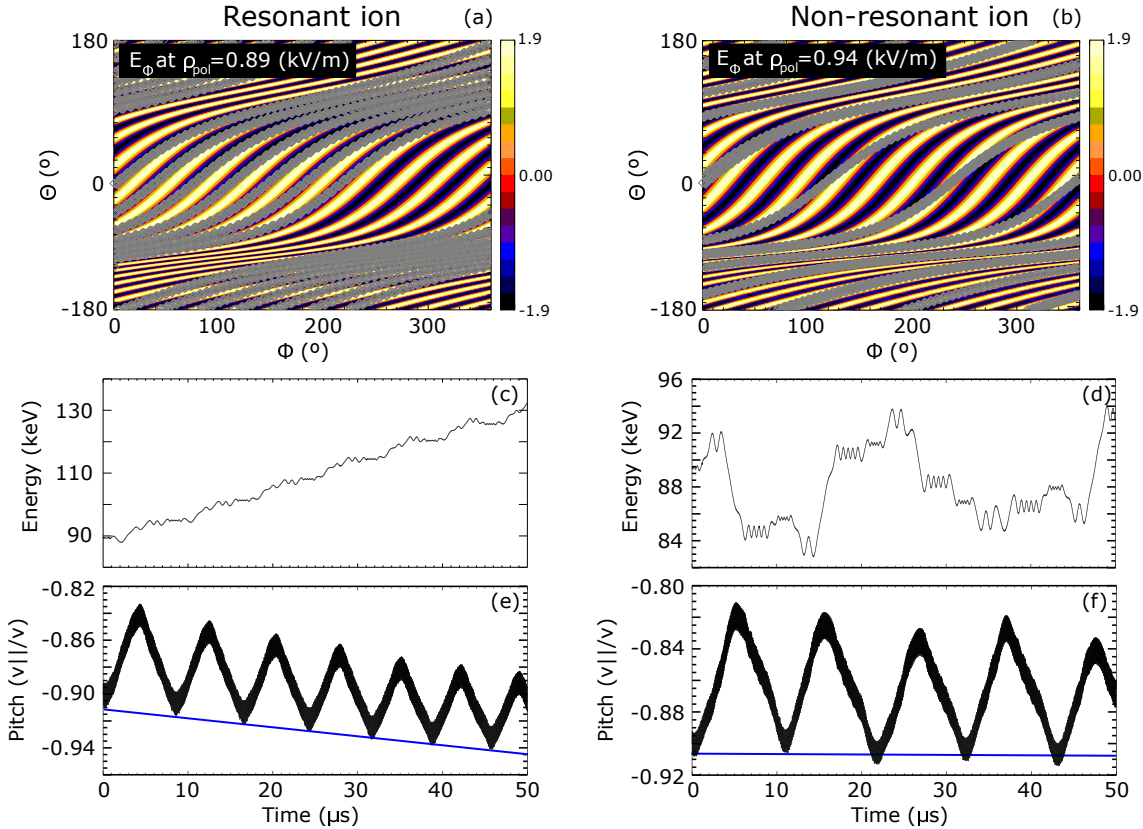 Resonant ion (a)
E_Φ at ρ_pol=0.89 (kV/m)
180
0
-180
Θ (º)
0 100 200 300
Φ (º)
1.9
0.00
-1.9
Non-resonant ion (b)
E_Φ at ρ_pol=0.94 (kV/m)
180
0
-180
Θ (º)
0 100 200 300
Φ (º)
1.9
0.00
-1.9
(c)
130
110
90
Energy (keV)
(d)
96
92
88
84
Energy (keV)
(e)
-0.82
-0.86
-0.90
-0.94
Pitch (v||/v)
0 10 20 30 40 50
Time (µs)
(f)
-0.80
-0.84
-0.88
-0.92
Pitch (v||/v)
0 10 20 30 40 50
Time (µs)